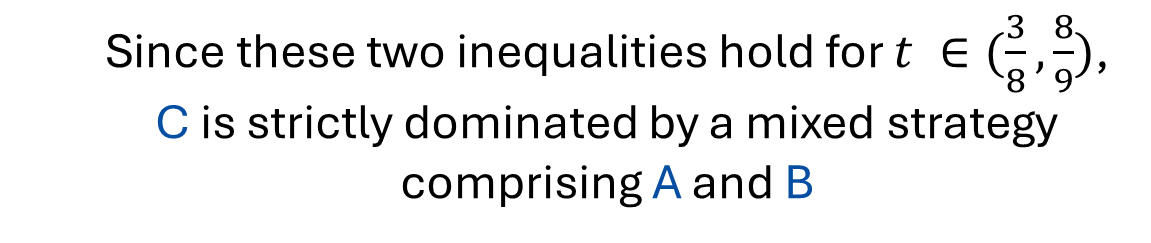 Since these two inequalities hold for t ∈ (3/8, 8/9),
C is strictly dominated by a mixed strategy
comprising A and B